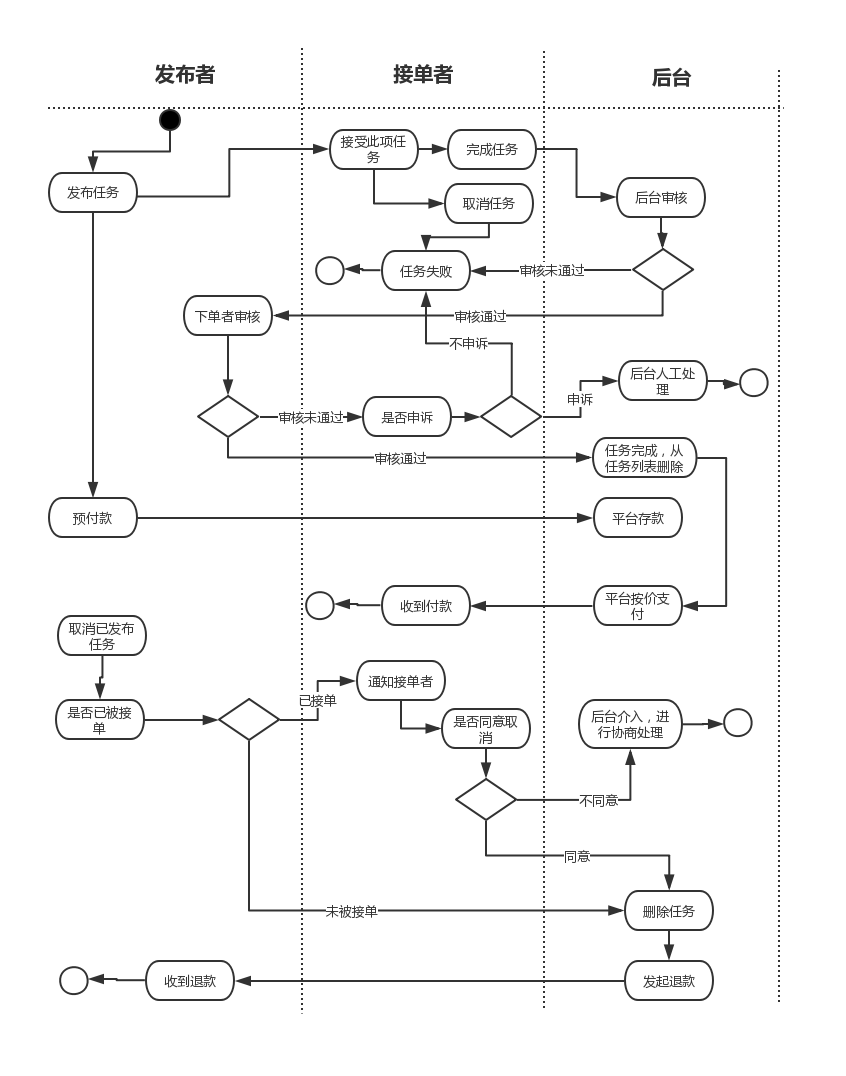 发布者
接单者
后台
接受此项任
务
完成任务
发布任务
取消任务
后台审核
任务失败
审核未通过
下单者审核
审核通过
不申诉
后台人工处
理
申诉
审核未通过
是否申诉
任务完成，从
任务列表删除
审核通过
预付款
平台存款
收到付款
平台按价支
付
取消已发布
任务
通知接单者
已接单
是否已被接
单
是否同意取
消
后台介入，进
行协商处理
不同意
同意
未被接单
删除任务
收到退款
发起退款